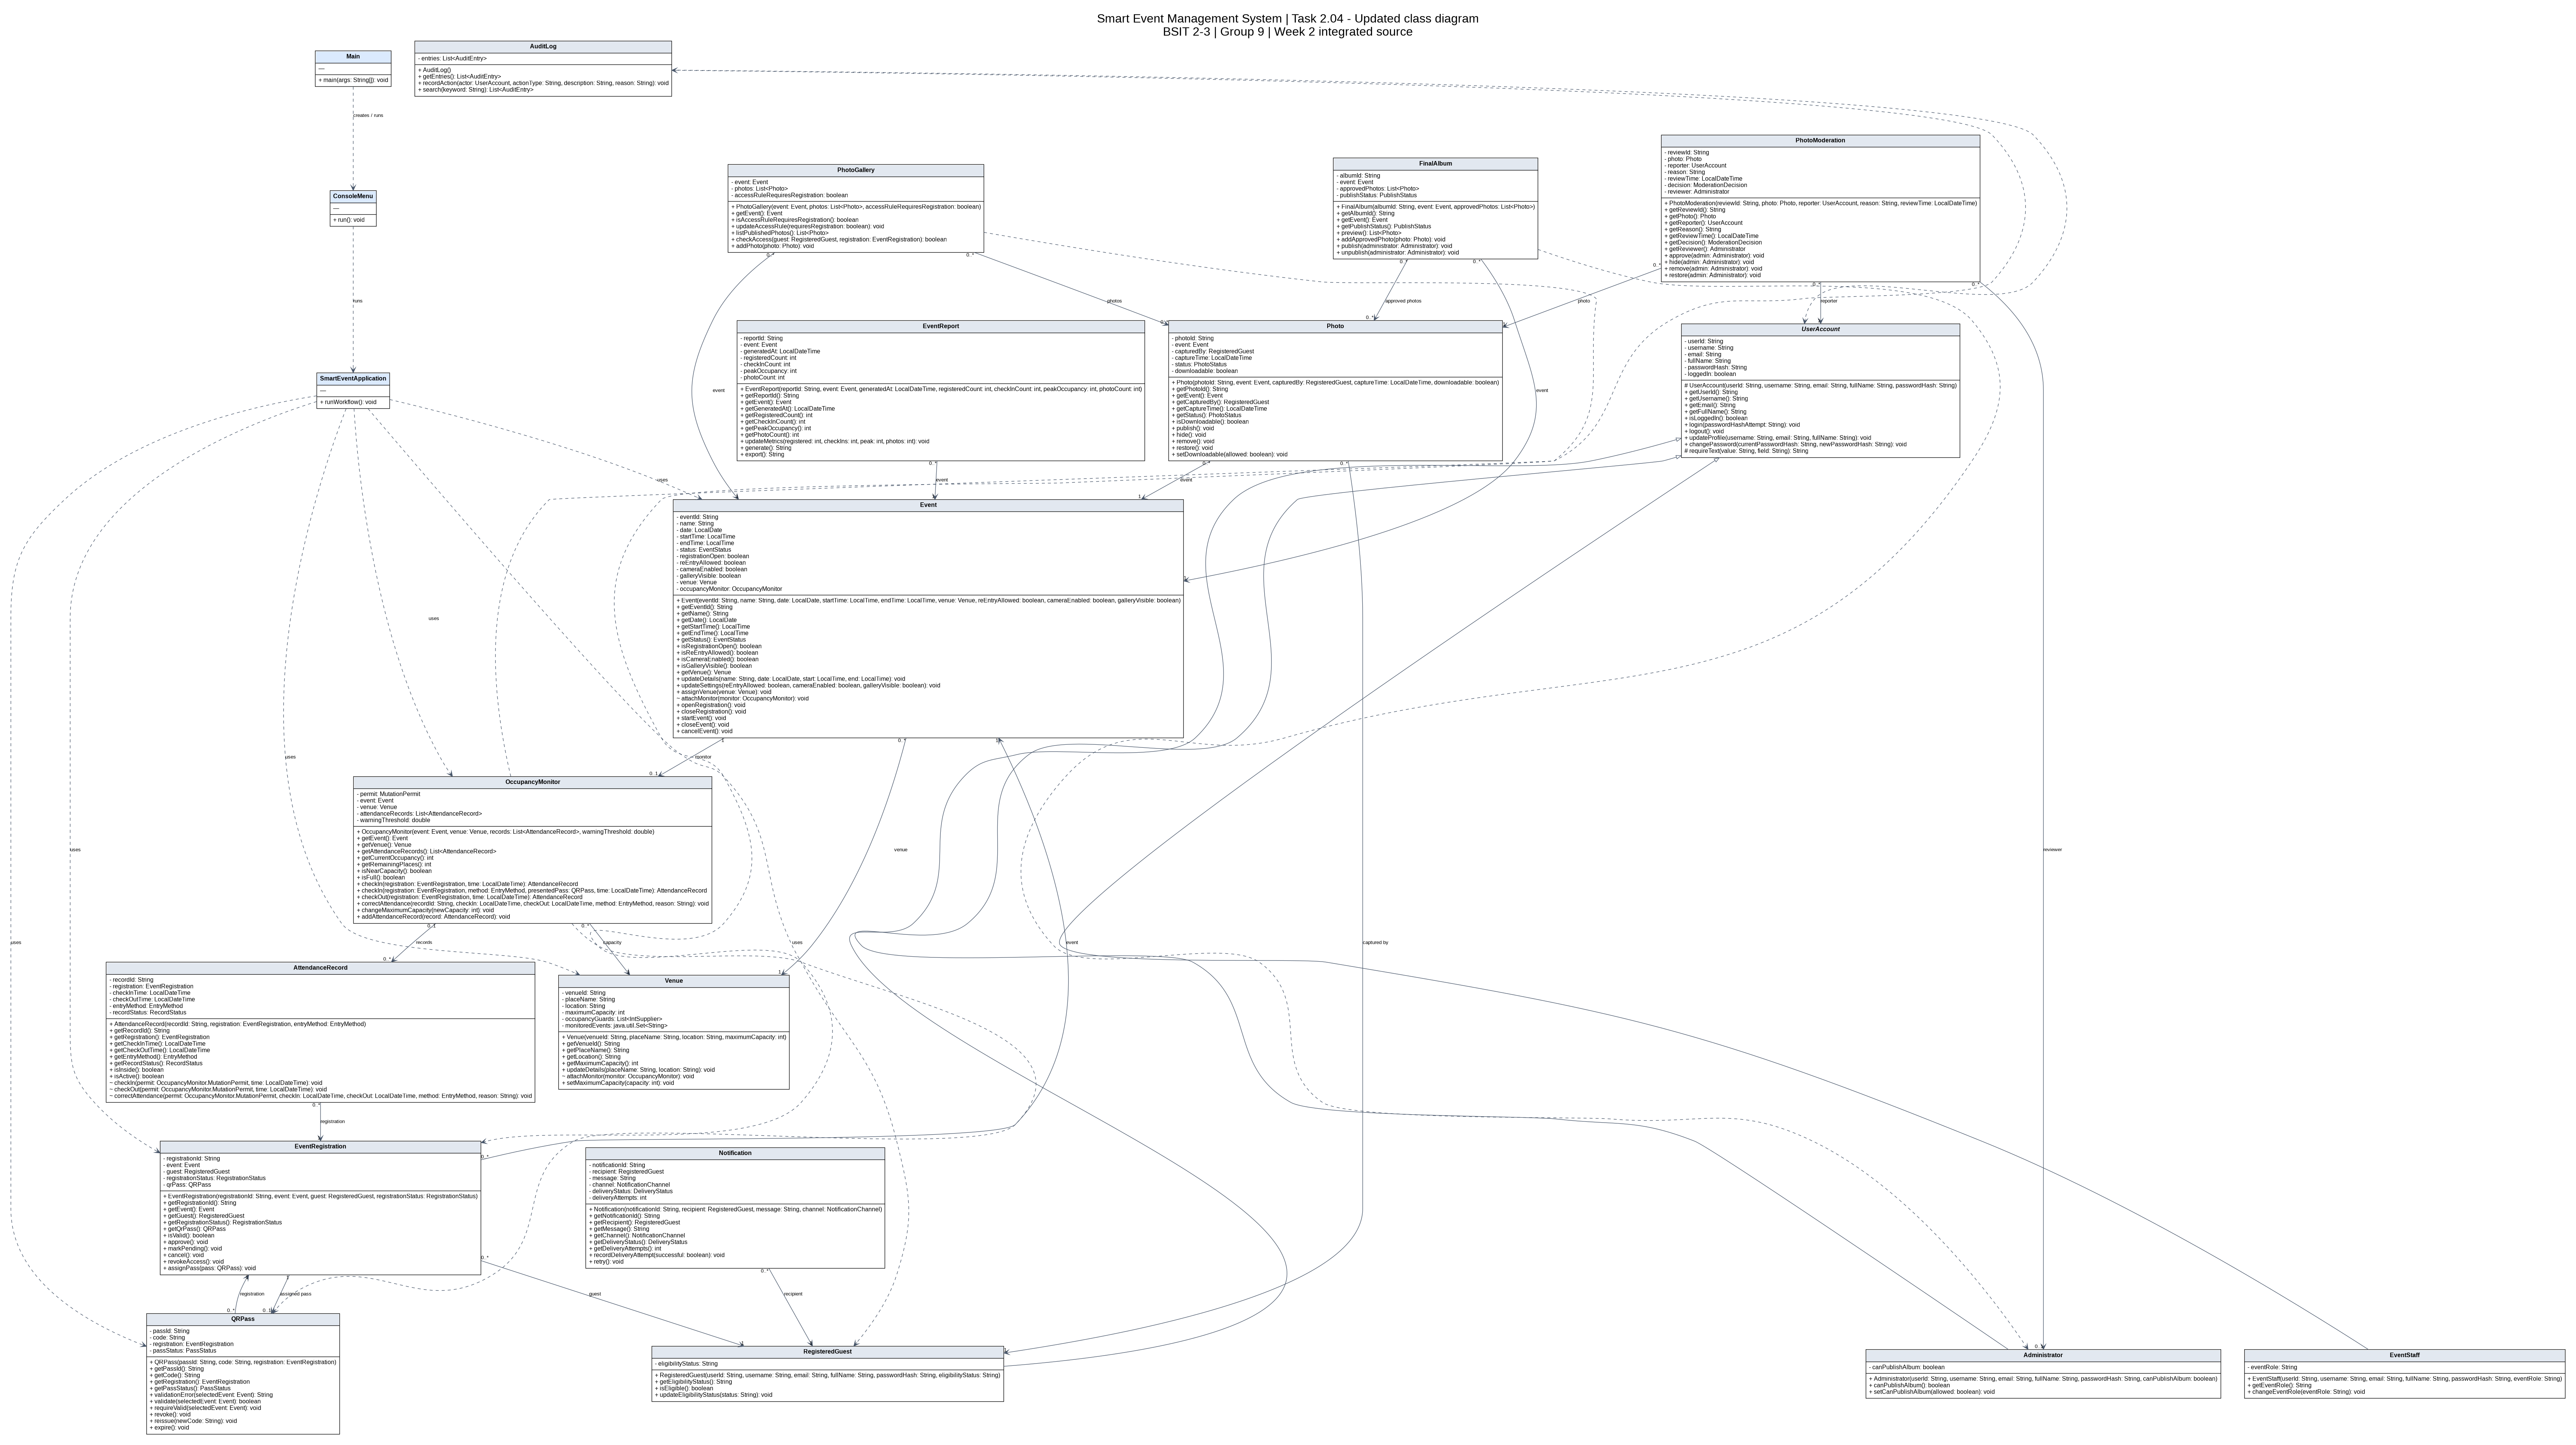 Smart Event Management System | Task 2.04 - Updated class diagram
BSIT 2-3 | Group 9 | Week 2 integrated source
Main
—
+ main(args: String[]): void
AuditLog
- entries: List<AuditEntry>
+ AuditLog()
+ getEntries(): List<AuditEntry>
+ recordAction(actor: UserAccount, actionType: String, description: String, reason: String): void
+ search(keyword: String): List<AuditEntry>
creates / runs
ConsoleMenu
—
+ run(): void
runs
PhotoGallery
- event: Event
- photos: List<Photo>
- accessRuleRequiresRegistration: boolean
+ PhotoGallery(event: Event, photos: List<Photo>, accessRuleRequiresRegistration: boolean)
+ getEvent(): Event
+ isAccessRuleRequiresRegistration(): boolean
+ updateAccessRule(requiresRegistration: boolean): void
+ listPublishedPhotos(): List<Photo>
+ checkAccess(guest: RegisteredGuest, registration: EventRegistration): boolean
+ addPhoto(photo: Photo): void
0..*
0..*
FinalAlbum
- albumId: String
- event: Event
- approvedPhotos: List<Photo>
- publishStatus: PublishStatus
+ FinalAlbum(albumId: String, event: Event, approvedPhotos: List<Photo>)
+ getAlbumId(): String
+ getEvent(): Event
+ getPublishStatus(): PublishStatus
+ preview(): List<Photo>
+ addApprovedPhoto(photo: Photo): void
+ publish(administrator: Administrator): void
+ unpublish(administrator: Administrator): void
0..*
PhotoModeration
- reviewId: String
- photo: Photo
- reporter: UserAccount
- reason: String
- reviewTime: LocalDateTime
- decision: ModerationDecision
- reviewer: Administrator
+ PhotoModeration(reviewId: String, photo: Photo, reporter: UserAccount, reason: String, reviewTime: LocalDateTime)
+ getReviewId(): String
+ getPhoto(): Photo
+ getReporter(): UserAccount
+ getReason(): String
+ getReviewTime(): LocalDateTime
+ getDecision(): ModerationDecision
+ getReviewer(): Administrator
+ approve(admin: Administrator): void
+ hide(admin: Administrator): void
+ remove(admin: Administrator): void
+ restore(admin: Administrator): void
0..*
photos
approved photos
photo
reporter
event
event
0..*
SmartEventApplication
—
+ runWorkflow(): void
EventReport
- reportId: String
- event: Event
- generatedAt: LocalDateTime
- registeredCount: int
- checkInCount: int
- peakOccupancy: int
- photoCount: int
+ EventReport(reportId: String, event: Event, generatedAt: LocalDateTime, registeredCount: int, checkInCount: int, peakOccupancy: int, photoCount: int)
+ getReportId(): String
+ getEvent(): Event
+ getGeneratedAt(): LocalDateTime
+ getRegisteredCount(): int
+ getCheckInCount(): int
+ getPeakOccupancy(): int
+ getPhotoCount(): int
+ updateMetrics(registered: int, checkIns: int, peak: int, photos: int): void
+ generate(): String
+ export(): String
0..*
event
Photo
- photoId: String
- event: Event
- capturedBy: RegisteredGuest
- captureTime: LocalDateTime
- status: PhotoStatus
- downloadable: boolean
+ Photo(photoId: String, event: Event, capturedBy: RegisteredGuest, captureTime: LocalDateTime, downloadable: boolean)
+ getPhotoId(): String
+ getEvent(): Event
+ getCapturedBy(): RegisteredGuest
+ getCaptureTime(): LocalDateTime
+ getStatus(): PhotoStatus
+ isDownloadable(): boolean
+ publish(): void
+ hide(): void
+ remove(): void
+ restore(): void
+ setDownloadable(allowed: boolean): void
0..*
event
1
UserAccount
- userId: String
- username: String
- email: String
- fullName: String
- passwordHash: String
- loggedIn: boolean
# UserAccount(userId: String, username: String, email: String, fullName: String, passwordHash: String)
+ getUserId(): String
+ getUsername(): String
+ getEmail(): String
+ getFullName(): String
+ isLoggedIn(): boolean
+ login(passwordHashAttempt: String): void
+ logout(): void
+ updateProfile(username: String, email: String, fullName: String): void
+ changePassword(currentPasswordHash: String, newPasswordHash: String): void
# requireText(value: String, field: String): String
uses
uses
uses
uses
uses
uses
Event
- eventId: String
- name: String
- date: LocalDate
- startTime: LocalTime
- endTime: LocalTime
- status: EventStatus
- registrationOpen: boolean
- reEntryAllowed: boolean
- cameraEnabled: boolean
- galleryVisible: boolean
- venue: Venue
- occupancyMonitor: OccupancyMonitor
+ Event(eventId: String, name: String, date: LocalDate, startTime: LocalTime, endTime: LocalTime, venue: Venue, reEntryAllowed: boolean, cameraEnabled: boolean, galleryVisible: boolean)
+ getEventId(): String
+ getName(): String
+ getDate(): LocalDate
+ getStartTime(): LocalTime
+ getEndTime(): LocalTime
+ getStatus(): EventStatus
+ isRegistrationOpen(): boolean
+ isReEntryAllowed(): boolean
+ isCameraEnabled(): boolean
+ isGalleryVisible(): boolean
+ getVenue(): Venue
+ updateDetails(name: String, date: LocalDate, start: LocalTime, end: LocalTime): void
+ updateSettings(reEntryAllowed: boolean, cameraEnabled: boolean, galleryVisible: boolean): void
+ assignVenue(venue: Venue): void
~ attachMonitor(monitor: OccupancyMonitor): void
+ openRegistration(): void
+ closeRegistration(): void
+ startEvent(): void
+ closeEvent(): void
+ cancelEvent(): void
1
0..*
monitor
0..1
venue
OccupancyMonitor
- permit: MutationPermit
- event: Event
- venue: Venue
- attendanceRecords: List<AttendanceRecord>
- warningThreshold: double
+ OccupancyMonitor(event: Event, venue: Venue, records: List<AttendanceRecord>, warningThreshold: double)
+ getEvent(): Event
+ getVenue(): Venue
+ getAttendanceRecords(): List<AttendanceRecord>
+ getCurrentOccupancy(): int
+ getRemainingPlaces(): int
+ isNearCapacity(): boolean
+ isFull(): boolean
+ checkIn(registration: EventRegistration, time: LocalDateTime): AttendanceRecord
+ checkIn(registration: EventRegistration, method: EntryMethod, presentedPass: QRPass, time: LocalDateTime): AttendanceRecord
+ checkOut(registration: EventRegistration, time: LocalDateTime): AttendanceRecord
+ correctAttendance(recordId: String, checkIn: LocalDateTime, checkOut: LocalDateTime, method: EntryMethod, reason: String): void
+ changeMaximumCapacity(newCapacity: int): void
+ addAttendanceRecord(record: AttendanceRecord): void
0..1
0..*
records
capacity
0..*
event
captured by
reviewer
AttendanceRecord
- recordId: String
- registration: EventRegistration
- checkInTime: LocalDateTime
- checkOutTime: LocalDateTime
- entryMethod: EntryMethod
- recordStatus: RecordStatus
+ AttendanceRecord(recordId: String, registration: EventRegistration, entryMethod: EntryMethod)
+ getRecordId(): String
+ getRegistration(): EventRegistration
+ getCheckInTime(): LocalDateTime
+ getCheckOutTime(): LocalDateTime
+ getEntryMethod(): EntryMethod
+ getRecordStatus(): RecordStatus
+ isInside(): boolean
+ isActive(): boolean
~ checkIn(permit: OccupancyMonitor.MutationPermit, time: LocalDateTime): void
~ checkOut(permit: OccupancyMonitor.MutationPermit, time: LocalDateTime): void
~ correctAttendance(permit: OccupancyMonitor.MutationPermit, checkIn: LocalDateTime, checkOut: LocalDateTime, method: EntryMethod, reason: String): void
0..*
registration
Venue
- venueId: String
- placeName: String
- location: String
- maximumCapacity: int
- occupancyGuards: List<IntSupplier>
- monitoredEvents: java.util.Set<String>
+ Venue(venueId: String, placeName: String, location: String, maximumCapacity: int)
+ getVenueId(): String
+ getPlaceName(): String
+ getLocation(): String
+ getMaximumCapacity(): int
+ updateDetails(placeName: String, location: String): void
~ attachMonitor(monitor: OccupancyMonitor): void
+ setMaximumCapacity(capacity: int): void
EventRegistration
- registrationId: String
- event: Event
- guest: RegisteredGuest
- registrationStatus: RegistrationStatus
- qrPass: QRPass
+ EventRegistration(registrationId: String, event: Event, guest: RegisteredGuest, registrationStatus: RegistrationStatus)
+ getRegistrationId(): String
+ getEvent(): Event
+ getGuest(): RegisteredGuest
+ getRegistrationStatus(): RegistrationStatus
+ getQrPass(): QRPass
+ isValid(): boolean
+ approve(): void
+ markPending(): void
+ cancel(): void
+ revokeAccess(): void
+ assignPass(pass: QRPass): void
0..*
0..*
registration
assigned pass
0..*
guest
Notification
- notificationId: String
- recipient: RegisteredGuest
- message: String
- channel: NotificationChannel
- deliveryStatus: DeliveryStatus
- deliveryAttempts: int
+ Notification(notificationId: String, recipient: RegisteredGuest, message: String, channel: NotificationChannel)
+ getNotificationId(): String
+ getRecipient(): RegisteredGuest
+ getMessage(): String
+ getChannel(): NotificationChannel
+ getDeliveryStatus(): DeliveryStatus
+ getDeliveryAttempts(): int
+ recordDeliveryAttempt(successful: boolean): void
+ retry(): void
0..*
recipient
QRPass
- passId: String
- code: String
- registration: EventRegistration
- passStatus: PassStatus
+ QRPass(passId: String, code: String, registration: EventRegistration)
+ getPassId(): String
+ getCode(): String
+ getRegistration(): EventRegistration
+ getPassStatus(): PassStatus
+ validationError(selectedEvent: Event): String
+ validate(selectedEvent: Event): boolean
+ requireValid(selectedEvent: Event): void
+ revoke(): void
+ reissue(newCode: String): void
+ expire(): void
RegisteredGuest
- eligibilityStatus: String
+ RegisteredGuest(userId: String, username: String, email: String, fullName: String, passwordHash: String, eligibilityStatus: String)
+ getEligibilityStatus(): String
+ isEligible(): boolean
+ updateEligibilityStatus(status: String): void
Administrator
- canPublishAlbum: boolean
+ Administrator(userId: String, username: String, email: String, fullName: String, passwordHash: String, canPublishAlbum: boolean)
+ canPublishAlbum(): boolean
+ setCanPublishAlbum(allowed: boolean): void
EventStaff
- eventRole: String
+ EventStaff(userId: String, username: String, email: String, fullName: String, passwordHash: String, eventRole: String)
+ getEventRole(): String
+ changeEventRole(eventRole: String): void